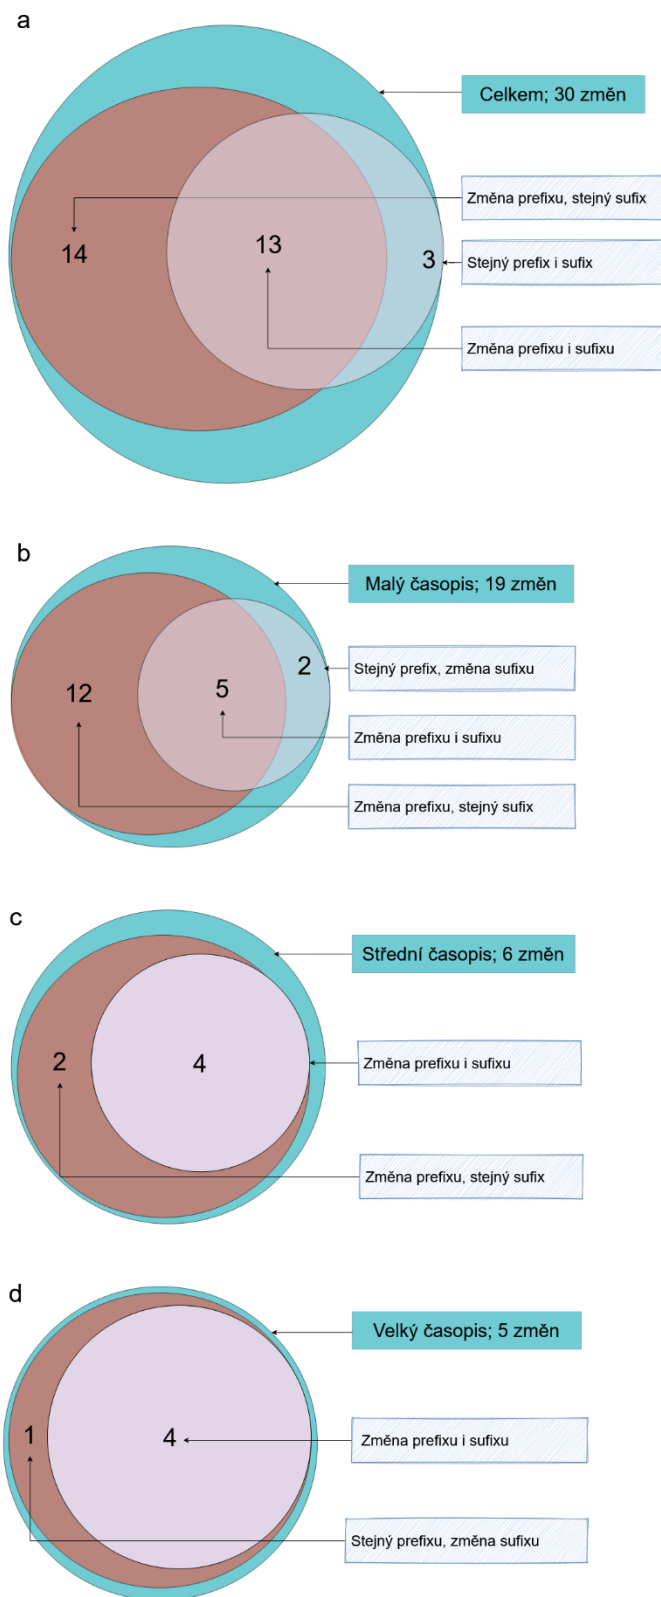 a
Celkem; 30 změn
Změna prefixu, stejný sufix
14
13
3
Stejný prefix i sufix
Změna prefixu i sufixu
b
Malý časopis; 19 změn
2
Stejný prefix, změna sufixu
12
5
Změna prefixu i sufixu
Změna prefixu, stejný sufix
c
Střední časopis; 6 změn
2
4
Změna prefixu i sufixu
Změna prefixu, stejný sufix
d
Velký časopis; 5 změn
1
4
Změna prefixu i sufixu
Stejný prefixu, změna sufixu